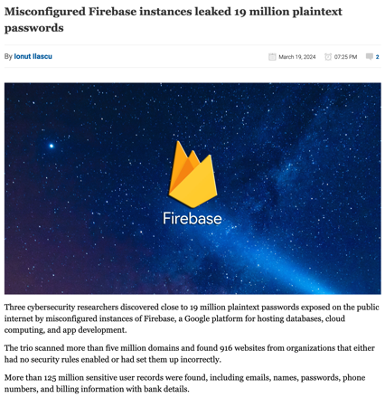 Misconfigured Firebase instances leaked 19 million plaintext
passwords
By Ionut Ilascu
March 19, 2024
07:25 PM
2
Firebase
Three cybersecurity researchers discovered close to 19 million plaintext passwords exposed on the public
internet by misconfigured instances of Firebase, a Google platform for hosting databases, cloud
computing, and app development.
The trio scanned more than five million domains and found 916 websites from organizations that either
had no security rules enabled or had set them up incorrectly.
More than 125 million sensitive user records were found, including emails, names, passwords, phone
numbers, and billing information with bank details.